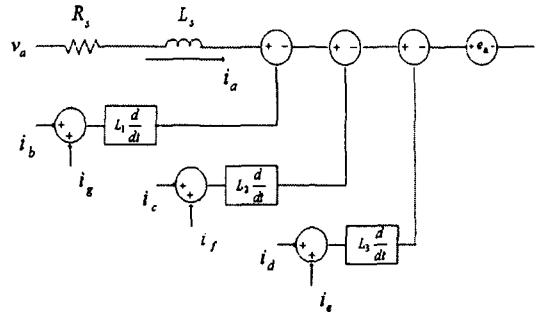 R_s L_s
v_a + - + - + - + e_a -
i_a
i_b + + L_1 d/dt
i_g
i_c + + L_2 d/dt
i_f
i_d + + L_3 d/dt
i_e